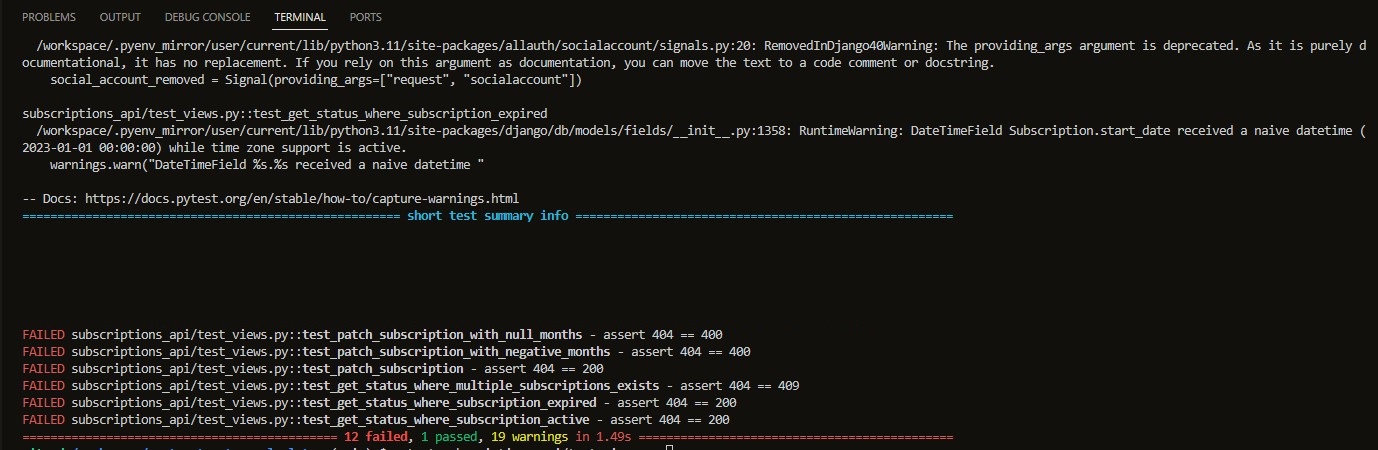 PROBLEMS OUTPUT DEBUG CONSOLE TERMINAL PORTS
/workspace/.pyenv_mirror/user/current/lib/python3.11/site-packages/allauth/socialaccount/signals.py:20: RemovedInDjango40Warning: The providing_args argument is deprecated. As it is purely d
ocumentational, it has no replacement. If you rely on this argument as documentation, you can move the text to a code comment or docstring.
social_account_removed = Signal(providing_args=["request", "socialaccount"])
subscriptions_api/test_views.py::test_get_status_where_subscription_expired
/workspace/.pyenv_mirror/user/current/lib/python3.11/site-packages/django/db/models/fields/__init__.py:1358: RuntimeWarning: DateTimeField Subscription.start_date received a naive datetime (
2023-01-01 00:00:00) while time zone support is active.
warnings.warn("DateTimeField %s.%s received a naive datetime "
-- Docs: https://docs.pytest.org/en/stable/how-to/capture-warnings.html
====================================================== short test summary info ======================================================
FAILED subscriptions_api/test_views.py::test_patch_subscription_with_null_months - assert 404 == 400
FAILED subscriptions_api/test_views.py::test_patch_subscription_with_negative_months - assert 404 == 400
FAILED subscriptions_api/test_views.py::test_patch_subscription - assert 404 == 200
FAILED subscriptions_api/test_views.py::test_get_status_where_multiple_subscriptions_exists - assert 404 == 409
FAILED subscriptions_api/test_views.py::test_get_status_where_subscription_expired - assert 404 == 200
FAILED subscriptions_api/test_views.py::test_get_status_where_subscription_active - assert 404 == 200
============================================= 12 failed, 1 passed, 19 warnings in 1.49s =============================================